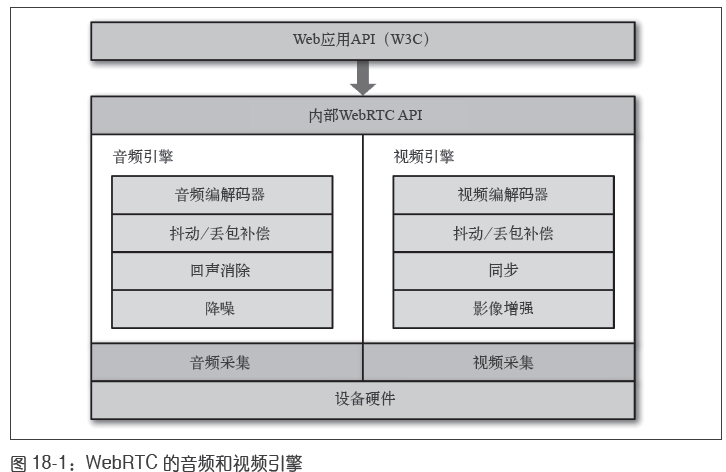 Web应用API（W3C）
内部WebRTC API
音频引擎
音频编解码器
抖动/丢包补偿
回声消除
降噪
视频引擎
视频编解码器
抖动/丢包补偿
同步
影像增强
音频采集
视频采集
设备硬件
图 18-1：WebRTC 的音频和视频引擎